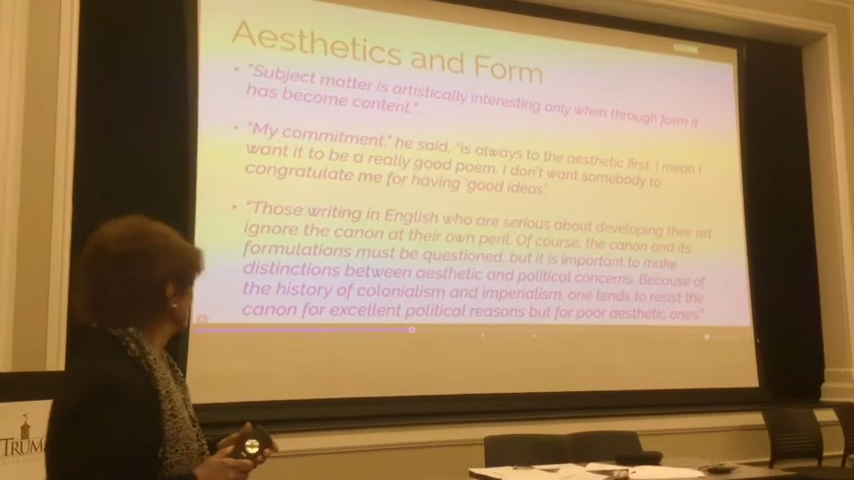 Aesthetics and Form
• "Subject matter is artistically interesting only when through form it
has become content."
• "My commitment," he said, "is always to the aesthetic first. I mean I
want it to be a really good poem. I don't want somebody to
congratulate me for having 'good ideas'.
• "Those writing in English who are serious about developing their art
ignore the canon at their own peril. Of course, the canon and its
formulations must be questioned, but it is important to make
distinctions between aesthetic and political concerns. Because of
the history of colonialism and imperialism, one tends to resist the
canon for excellent political reasons but for poor aesthetic ones."
TRUM